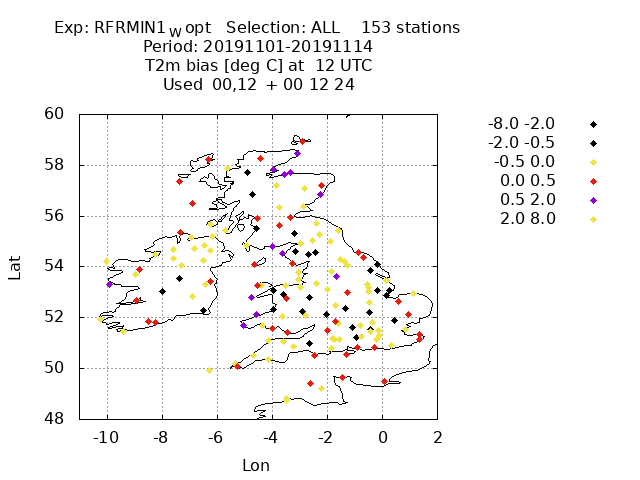 Exp: RFRMIN1_W opt Selection: ALL 153 stations
Period: 20191101-20191114
T2m bias [deg C] at 12 UTC
Used 00,12 + 00 12 24
60
58
56
54
52
50
48
-10 -8 -6 -4 -2 0 2
Lat
Lon
-8.0 -2.0
-2.0 -0.5
-0.5 0.0
0.0 0.5
0.5 2.0
2.0 8.0